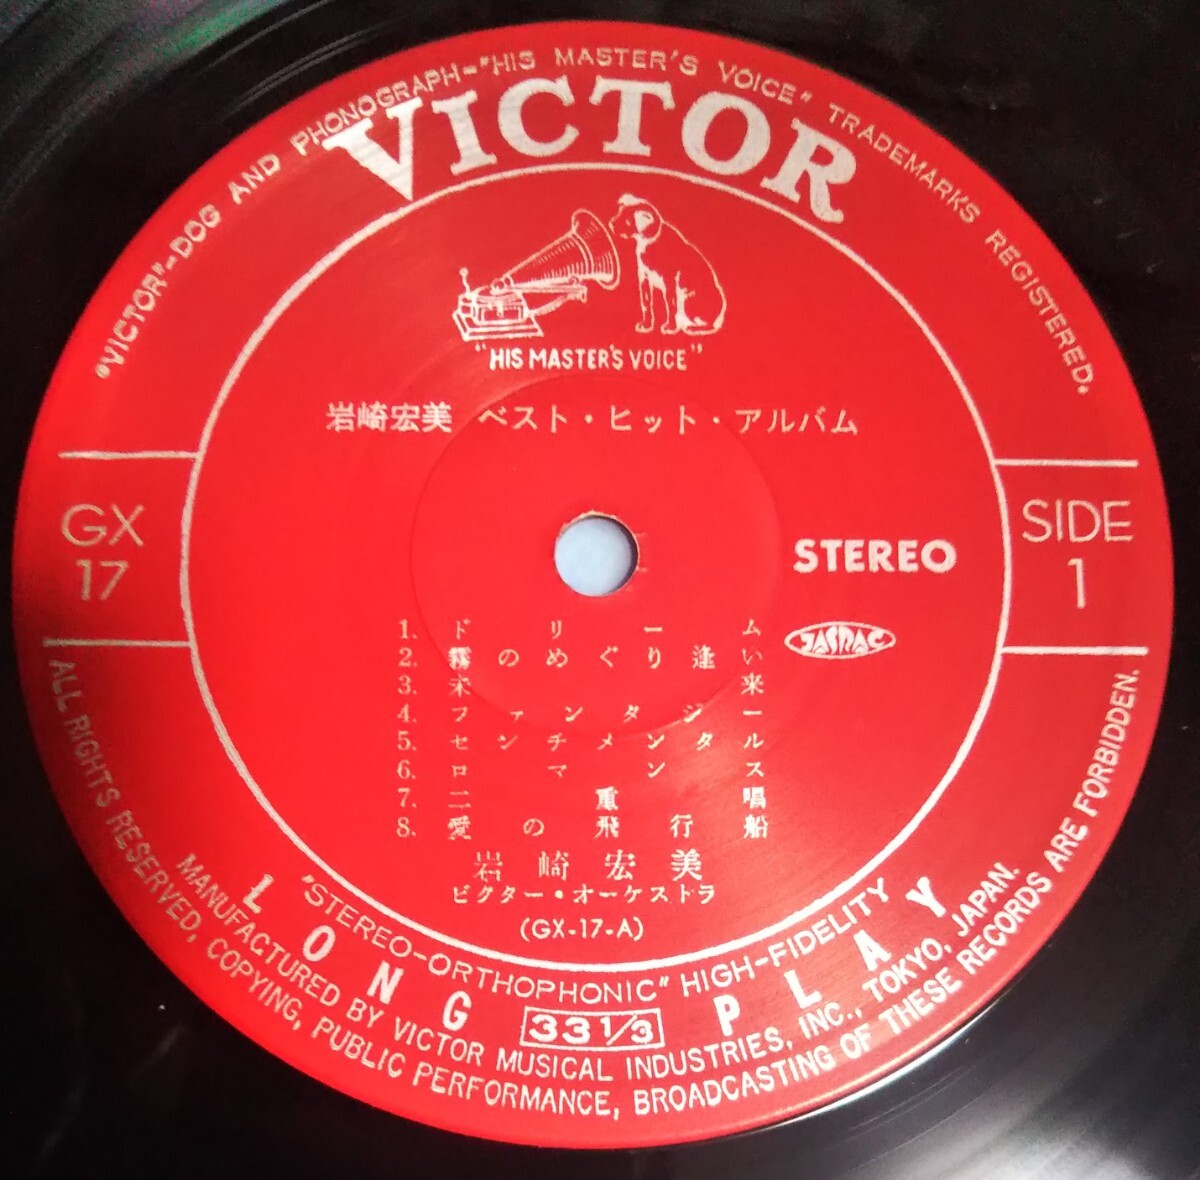 "VICTOR"-DOG AND PHONOGRAPH-"HIS MASTER'S VOICE" TRADEMARKS REGISTERED.
VICTOR
"HIS MASTER'S VOICE"
岩崎宏美 ベスト・ヒット・アルバム
GX
17
SIDE
1
STEREO
JASRAC
1. ドリーム
2. 霧のめぐり逢い
3. 未来
4. ファンタジー
5. センチメンタル
6. ロマンス
7. 二重唱
8. 愛の飛行船
岩崎宏美
ビクター・オーケストラ
(GX-17-A)
"STEREO-ORTHOPHONIC" HIGH-FIDELITY
LONG 33 1/3 PLAY
MANUFACTURED BY VICTOR MUSICAL INDUSTRIES, INC., TOKYO, JAPAN.
ALL RIGHTS RESERVED, COPYING, PUBLIC PERFORMANCE, BROADCASTING OF THESE RECORDS ARE FORBIDDEN.